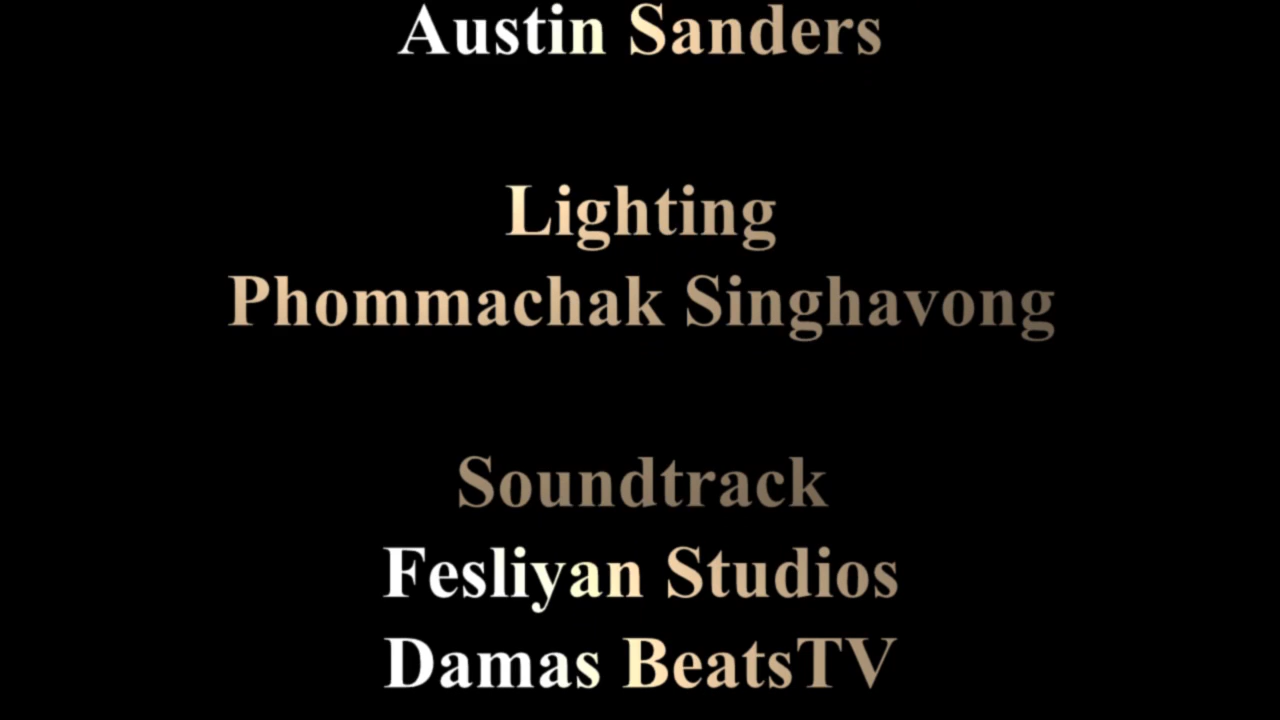 Austin Sanders
Lighting
Phommachak Singhavong
Soundtrack
Fesliyan Studios
Damas BeatsTV